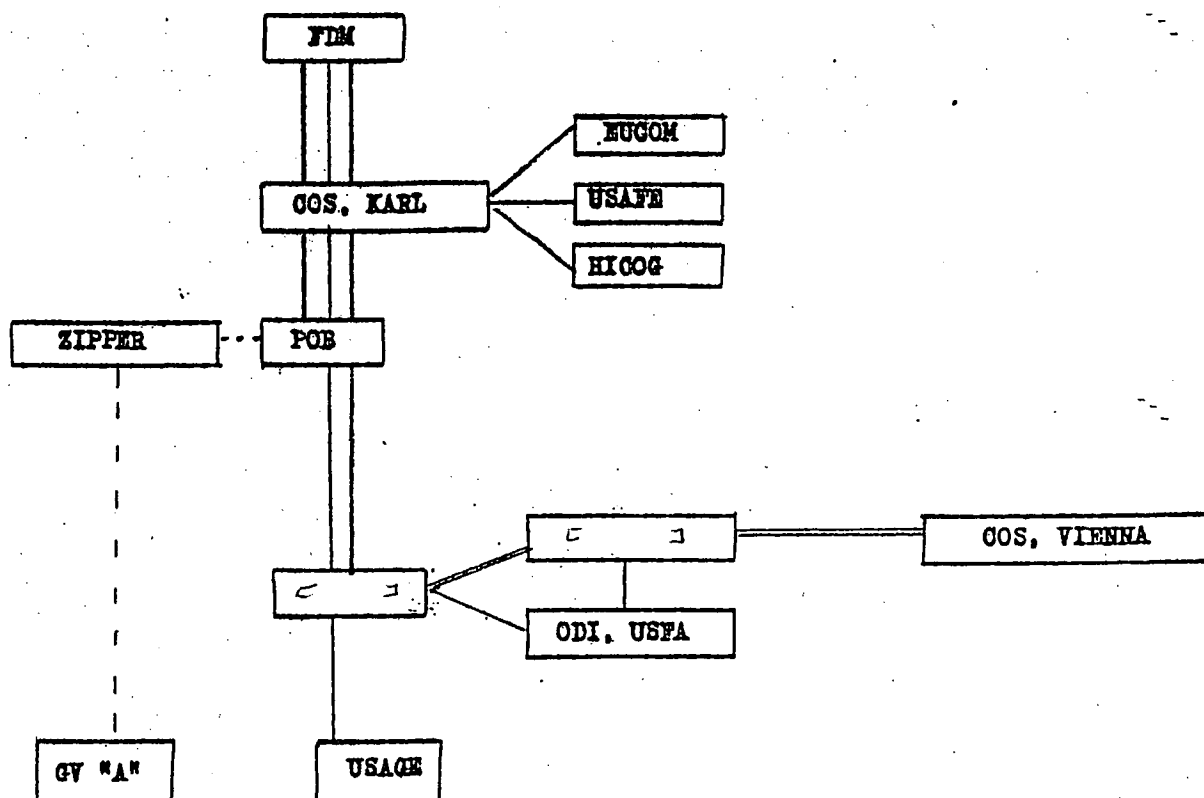 FDM
EUCOM
COS, KARL
USAFE
HICOG
ZIPPER
POB
[ ]
COS, VIENNA
[ ]
ODI, USFA
GV "A"
USAGE